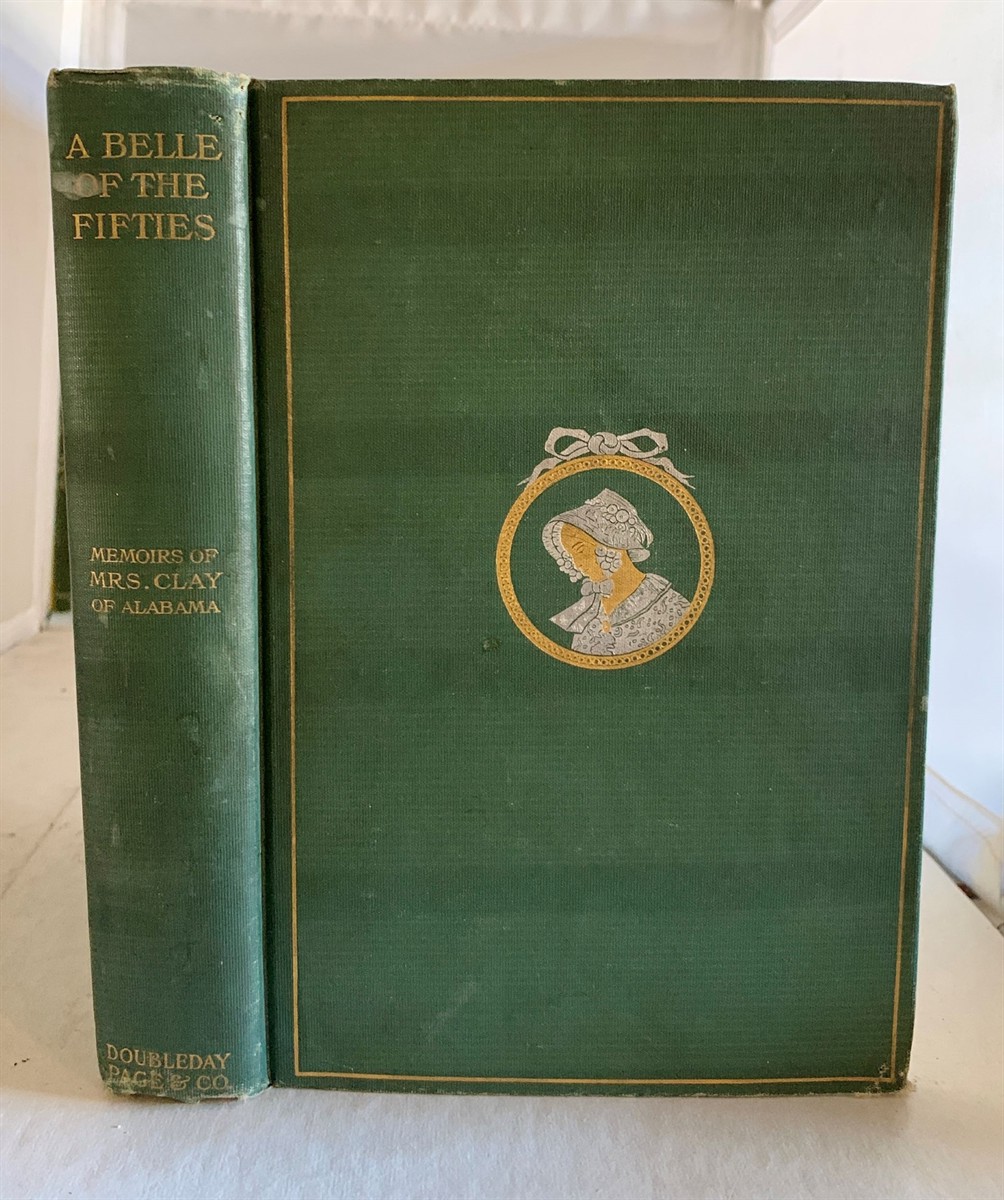 A BELLE
OF THE
FIFTIES
MEMOIRS OF
MRS. CLAY
OF ALABAMA
DOUBLEDAY
PAGE & CO.